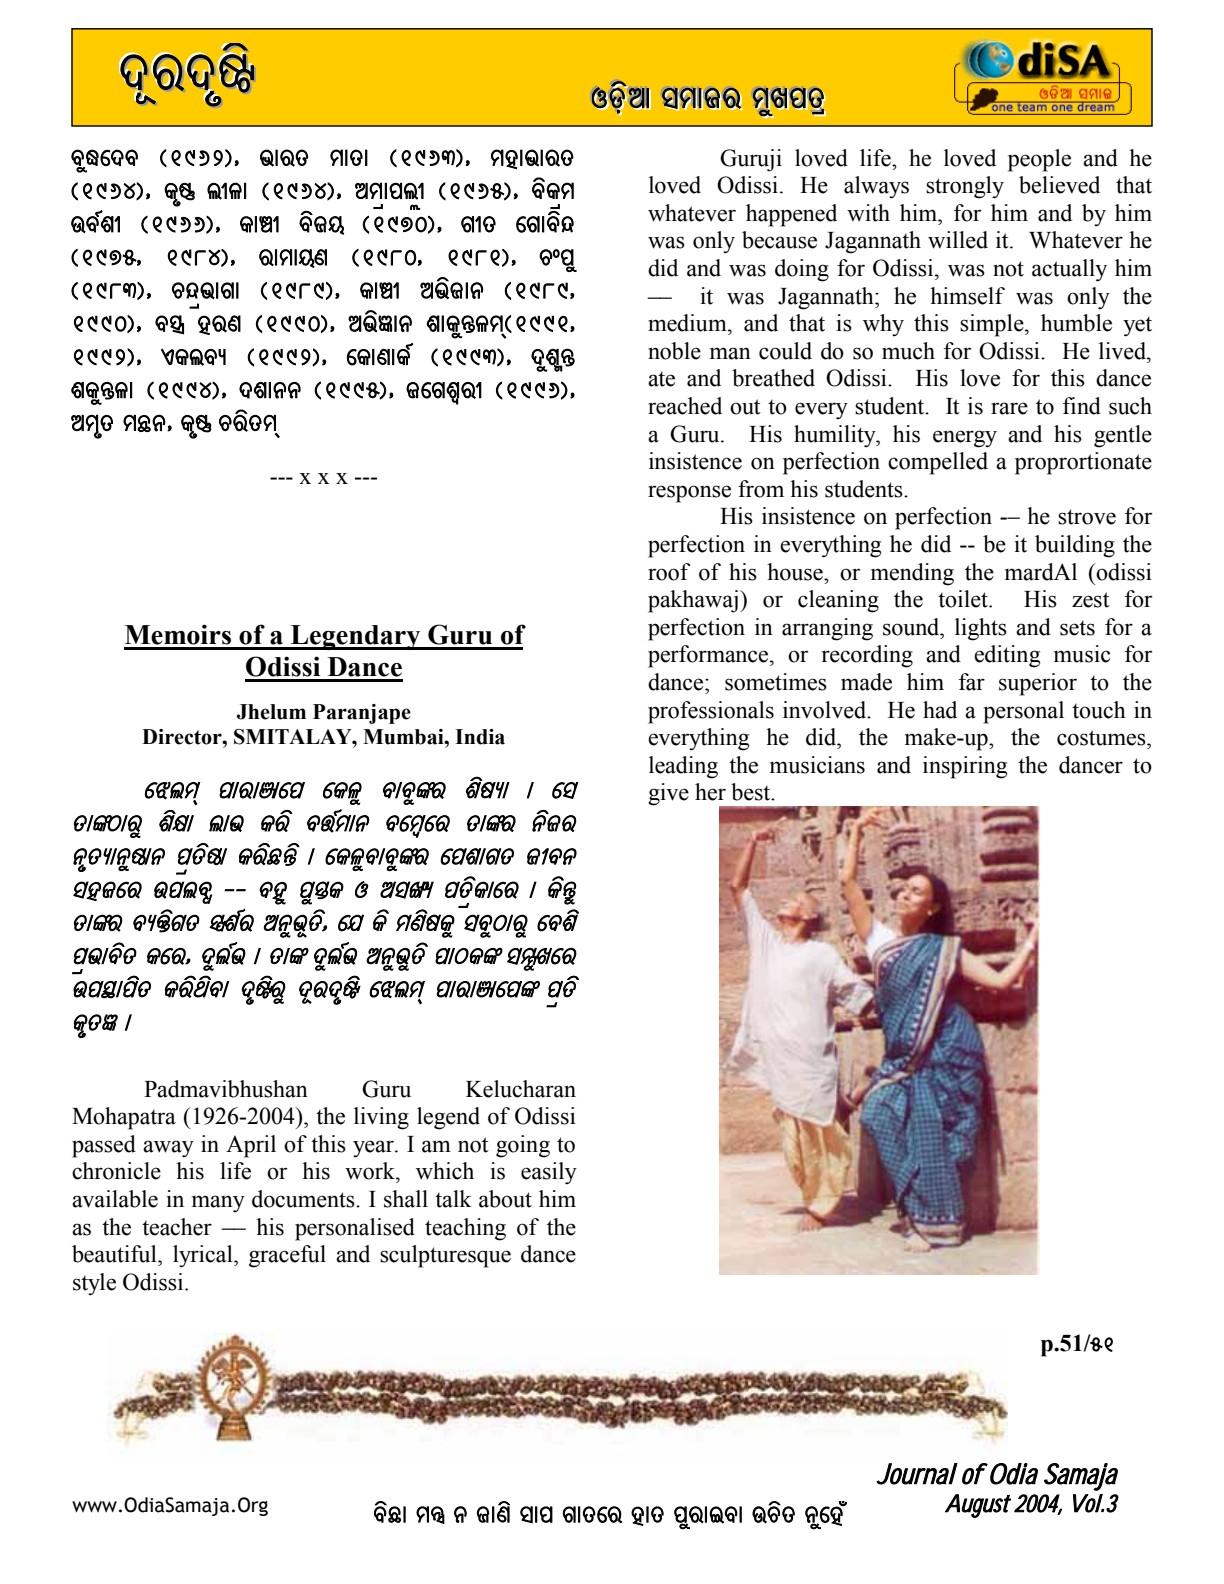 ଦୂରଦୃଷ୍ଟି
ଓଡ଼ିଆ ସମାଜର ମୁଖପତ୍ର
diSA
ଓଡିଆ ସମାଜ
one team one dream
ବୁଦ୍ଧଦେବ (୧୯୬୨), ଭାରତ ମାତା (୧୯୬୩), ମହାଭାରତ
(୧୯୬୪), କୃଷ୍ଣ ଲୀଳା (୧୯୬୪), ଅମ୍ରାପଲ୍ଲୀ (୧୯୬୫), ବିକ୍ରମ
ଉର୍ବଶୀ (୧୯୬୬), କାଞ୍ଚୀ ବିଜୟ (୧୯୭୦), ଗୀତ ଗୋବିନ୍ଦ
(୧୯୭୫, ୧୯୮୪), ରାମାୟଣ (୧୯୮୦, ୧୯୮୧), ଚଂପୁ
(୧୯୮୩), ଚନ୍ଦ୍ରଭାଗା (୧୯୮୯), କାଞ୍ଚୀ ଅଭିଜାନ (୧୯୮୯,
୧୯୯୦), ବସ୍ତ୍ର ହରଣ (୧୯୯୦), ଅଭିଜ୍ଞାନ ଶାକୁନ୍ତଳମ୍(୧୯୯୧,
୧୯୯୨), ଏକଲବ୍ୟ (୧୯୯୨), କୋଣାର୍କ (୧୯୯୩), ଦୁଶ୍ମନ୍ତ
ଶକୁନ୍ତଳା (୧୯୯୪), ଦଶାନନ (୧୯୯୫), ଜଗେଶ୍ୱରୀ (୧୯୯୬),
ଅମୃତ ମଛନ, କୃଷ୍ଣ ଚରିତମ୍
--- x x x ---
Memoirs of a Legendary Guru of
Odissi Dance
Jhelum Paranjape
Director, SMITALAY, Mumbai, India
ଝେଲମ୍ ପାରାଞ୍ଜାପେ କେଳୁ ବାବୁଙ୍କର ଶିଷ୍ୟା । ସେ
ତାଙ୍କଠାରୁ ଶିକ୍ଷା ଲାଭ କରି ବର୍ତ୍ତମାନ ବମ୍ବେରେ ତାଙ୍କର ନିଜର
ନୃତ୍ୟାନୁଷ୍ଠାନ ପ୍ରତିଷ୍ଠା କରିଛନ୍ତି । କେଳୁବାବୁଙ୍କର ପେଶାଗତ ଜୀବନ
ସହଜରେ ଉପଲବ୍ଧ -- ବହୁ ପୁସ୍ତକ ଓ ଅସଂଖ୍ୟ ପତ୍ରିକାରେ । କିନ୍ତୁ
ତାଙ୍କର ବ୍ୟକ୍ତିଗତ ସ୍ପର୍ଶର ଅନୁଭୂତି, ଯେ କି ମଣିଷକୁ ସବୁଠାରୁ ବେଶି
ପ୍ରଭାବିତ କରେ, ଦୁର୍ଲଭ । ତାଙ୍କ ଦୁର୍ଲଭ ଅନୁଭୂତି ପାଠକଙ୍କ ସମ୍ମୁଖରେ
ଉପସ୍ଥାପିତ କରିଥିବା ଦୃଷ୍ଟିରୁ ଦୂରଦୃଷ୍ଟି ଝେଲମ୍ ପାରାଞ୍ଜାପେଙ୍କ ପ୍ରତି
କୃତଜ୍ଞ ।
Padmavibhushan Guru Kelucharan
Mohapatra (1926-2004), the living legend of Odissi
passed away in April of this year. I am not going to
chronicle his life or his work, which is easily
available in many documents. I shall talk about him
as the teacher — his personalised teaching of the
beautiful, lyrical, graceful and sculpturesque dance
style Odissi.
Guruji loved life, he loved people and he
loved Odissi. He always strongly believed that
whatever happened with him, for him and by him
was only because Jagannath willed it. Whatever he
did and was doing for Odissi, was not actually him
— it was Jagannath; he himself was only the
medium, and that is why this simple, humble yet
noble man could do so much for Odissi. He lived,
ate and breathed Odissi. His love for this dance
reached out to every student. It is rare to find such
a Guru. His humility, his energy and his gentle
insistence on perfection compelled a proprortionate
response from his students.
His insistence on perfection -– he strove for
perfection in everything he did -- be it building the
roof of his house, or mending the mardAl (odissi
pakhawaj) or cleaning the toilet. His zest for
perfection in arranging sound, lights and sets for a
performance, or recording and editing music for
dance; sometimes made him far superior to the
professionals involved. He had a personal touch in
everything he did, the make-up, the costumes,
leading the musicians and inspiring the dancer to
give her best.
p.51/୫୧
Journal of Odia Samaja
www.OdiaSamaja.Org
ବିଛା ମନ୍ତ୍ର ନ ଜାଣି ସାପ ଗାତରେ ହାତ ପୁରାଇବା ଉଚିତ ନୁହେଁ
August 2004, Vol.3